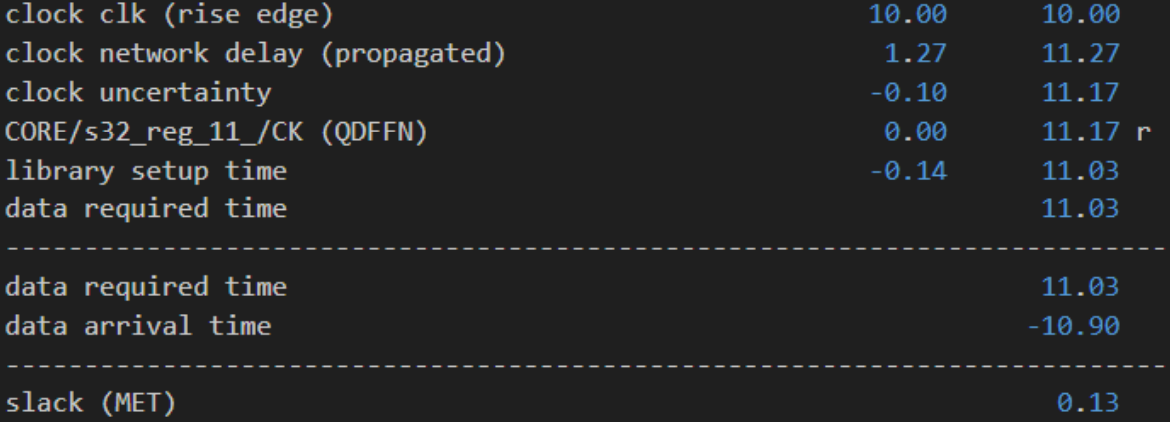 clock clk (rise edge) 10.00 10.00
clock network delay (propagated) 1.27 11.27
clock uncertainty -0.10 11.17
CORE/s32_reg_11_/CK (QDFFN) 0.00 11.17 r
library setup time -0.14 11.03
data required time 11.03
--------------------------------------------------------------------------
data required time 11.03
data arrival time -10.90
--------------------------------------------------------------------------
slack (MET) 0.13